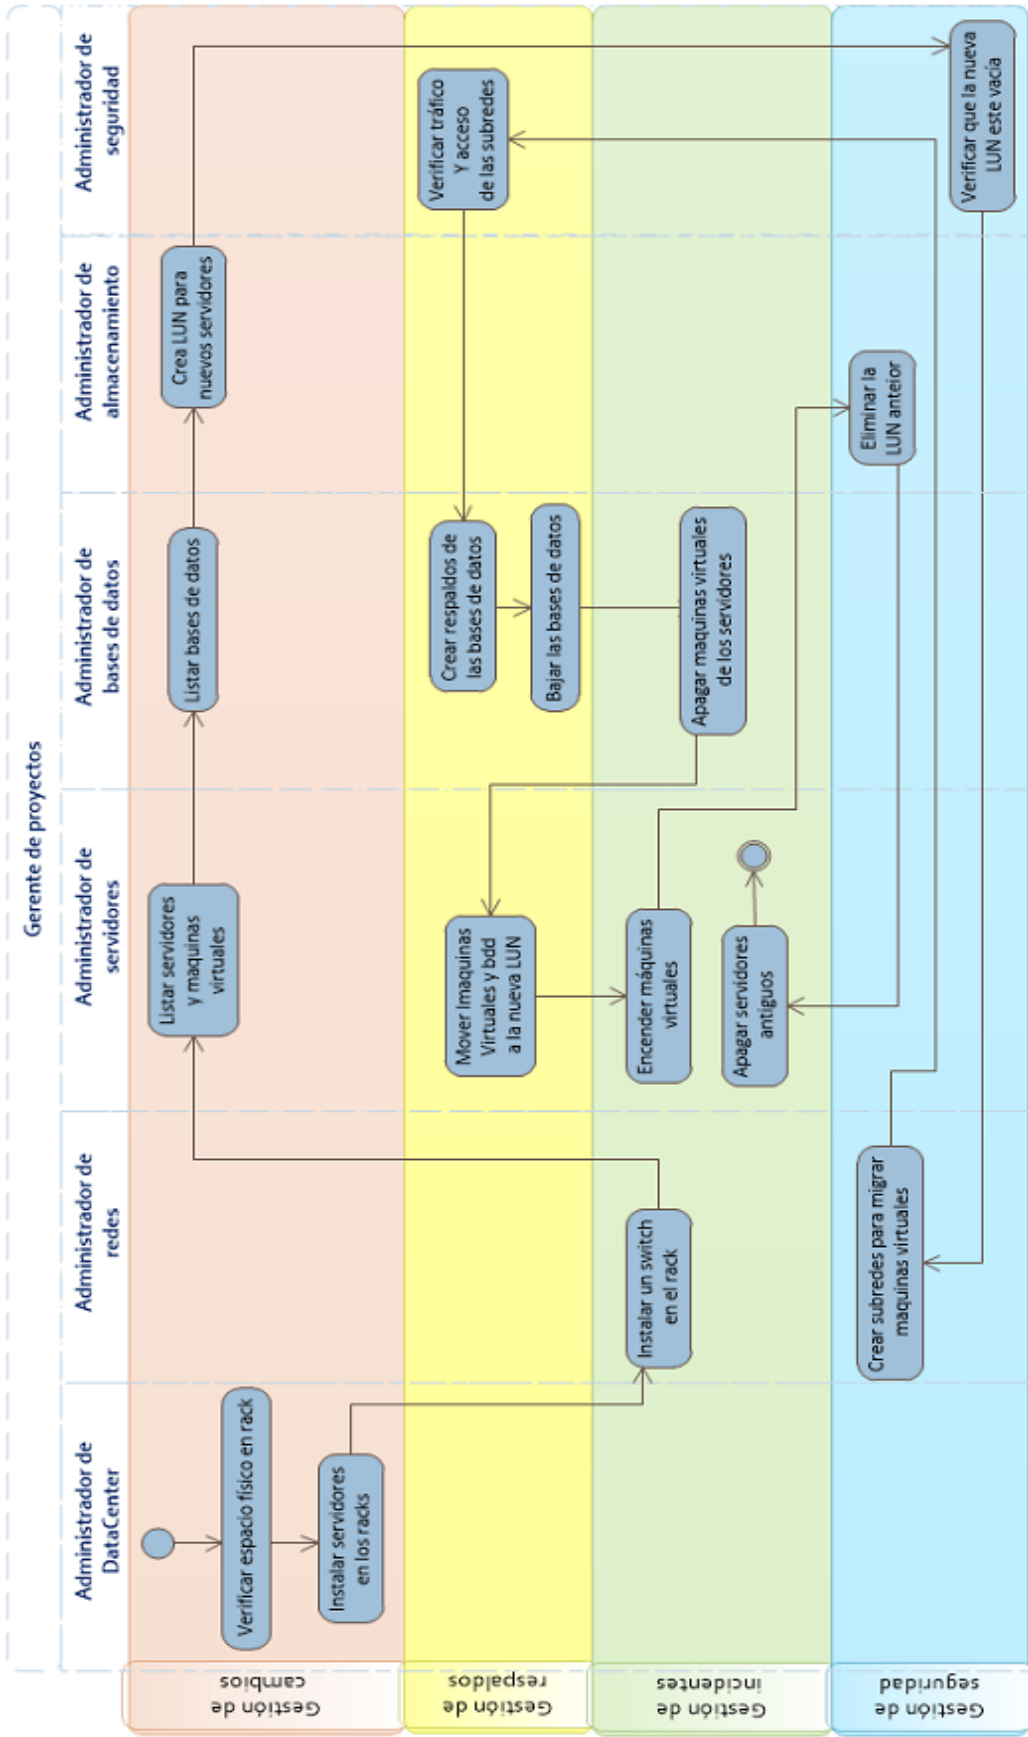 Gerente de proyectos
Administrador de
DataCenter
Administrador de
redes
Administrador de
servidores
Administrador de
bases de datos
Administrador de
almacenamiento
Administrador de
seguridad
Gestión de
cambios
Verificar espacio físico en rack
Instalar servidores
en los racks
Listar servidores
y maquinas
virtuales
Listar bases de datos
Crea LUN para
nuevos servidores
Gestión de
respaldos
Mover lmaquinas
Virtuales y bdd
a la nueva LUN
Crear respaldos de
las bases de datos
Bajar las bases de datos
Verificar tráfico
Y acceso
de las subredes
Gestión de
incidentes
Instalar un switch
en el rack
Encender máquinas
virtuales
Apagar servidores
antiguos
Apagar maquinas virtuales
de los servidores
Gestión de
seguridad
Crear subredes para migrar
maquinas virtuales
Eliminar la
LUN anteior
Verificar que la nueva
LUN este vacía